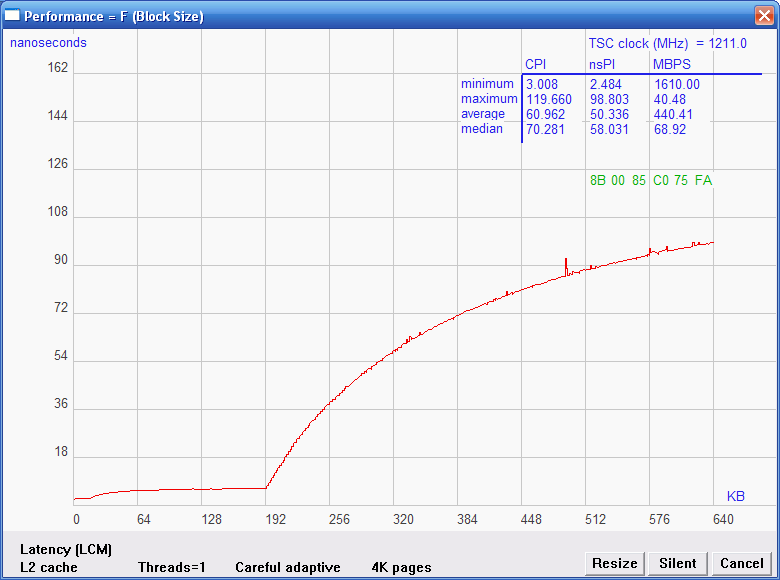 Performance = F (Block Size)
nanoseconds
TSC clock (MHz) = 1211.0
CPI nsPI MBPS
minimum 3.008 2.484 1610.00
maximum 119.660 98.803 40.48
average 60.962 50.336 440.41
median 70.281 58.031 68.92
8B 00 85 C0 75 FA
162
144
126
108
90
72
54
36
18
KB
0 64 128 192 256 320 384 448 512 576 640
Latency (LCM)
L2 cache Threads=1 Careful adaptive 4K pages
Resize Silent Cancel